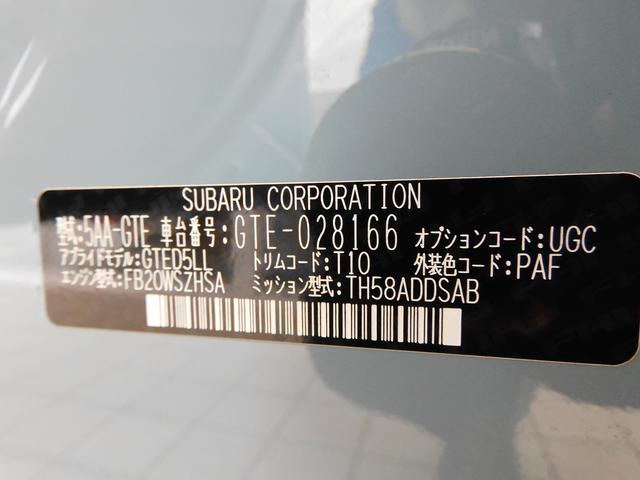 SUBARU CORPORATION
型式:5AA-GTE 車台番号:GTE-028166 オプションコード:UGC
アプライドモデル:GTED5LL トリムコード:T10 外装色コード:PAF
エンジン型式:FB20WSZHSA ミッション型式:TH58ADDSAB